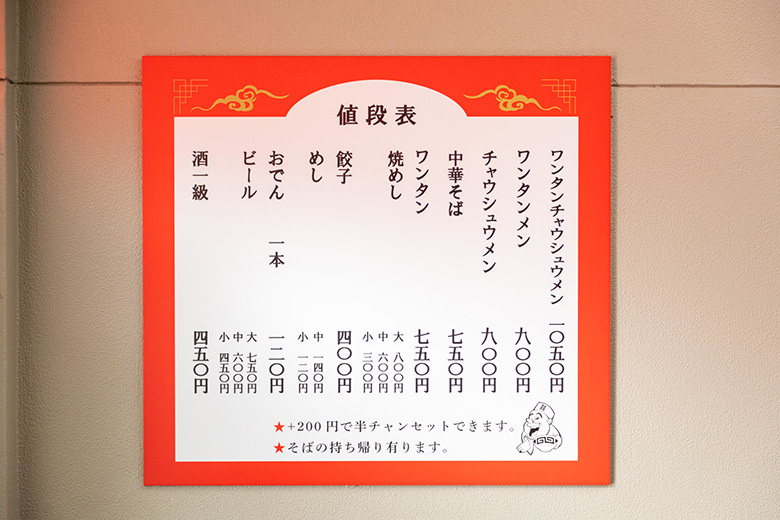 値段表
ワンタンチャウシュウメン 一〇五〇円
ワンタンメン 九〇〇円
チャウシュウメン 九〇〇円
中華そば 七五〇円
ワンタン 七五〇円
焼めし 大 八〇〇円
中 六〇〇円
小 三〇〇円
餃子 四〇〇円
めし 中 一四〇円
小 一二〇円
おでん 一本 一二〇円
ビール 大 七五〇円
中 六〇〇円
小 四五〇円
酒一級 四五〇円
★+200円で半チャンセットできます。
★そばの持ち帰り有ります。